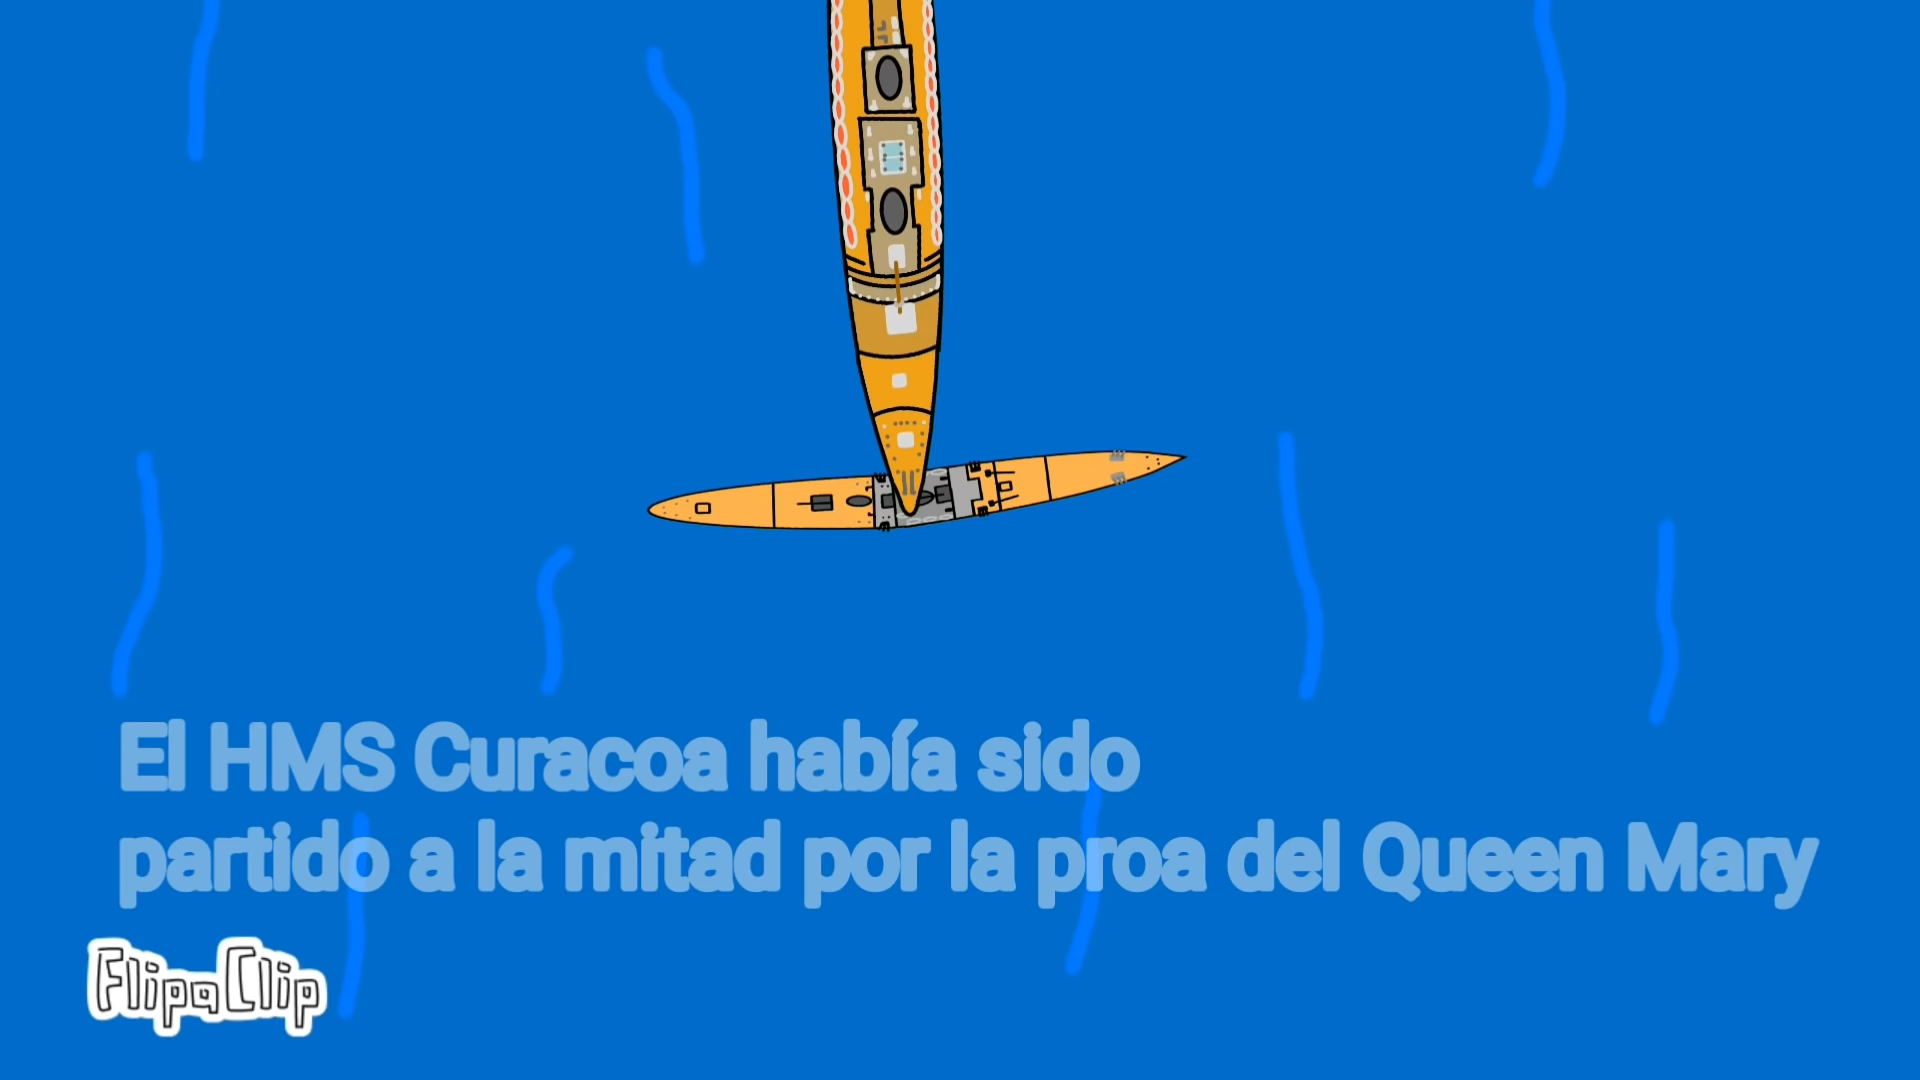 El HMS Curacoa había sido
partido a la mitad por la proa del Queen Mary
FlipaClip